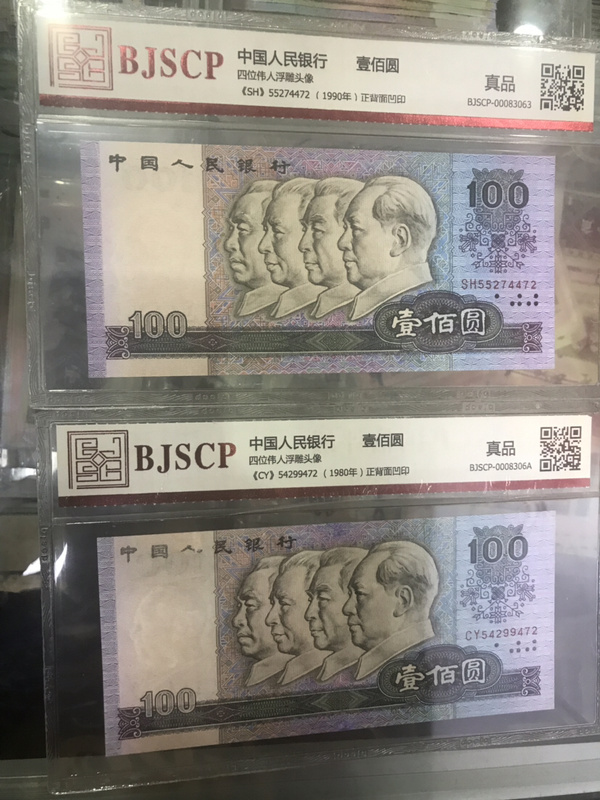 BJSCP
中国人民银行 壹佰圆
四位伟人浮雕头像
《SH》55274472 (1990年)正背面凹印
真品
BJSCP-00083063
中国人民银行
100
SH55274472
100
壹佰圆
BJSCP
中国人民银行 壹佰圆
四位伟人浮雕头像
《CY》54299472 (1980年)正背面凹印
真品
BJSCP-0008306A
中国人民银行
100
CY54299472
100
壹佰圆